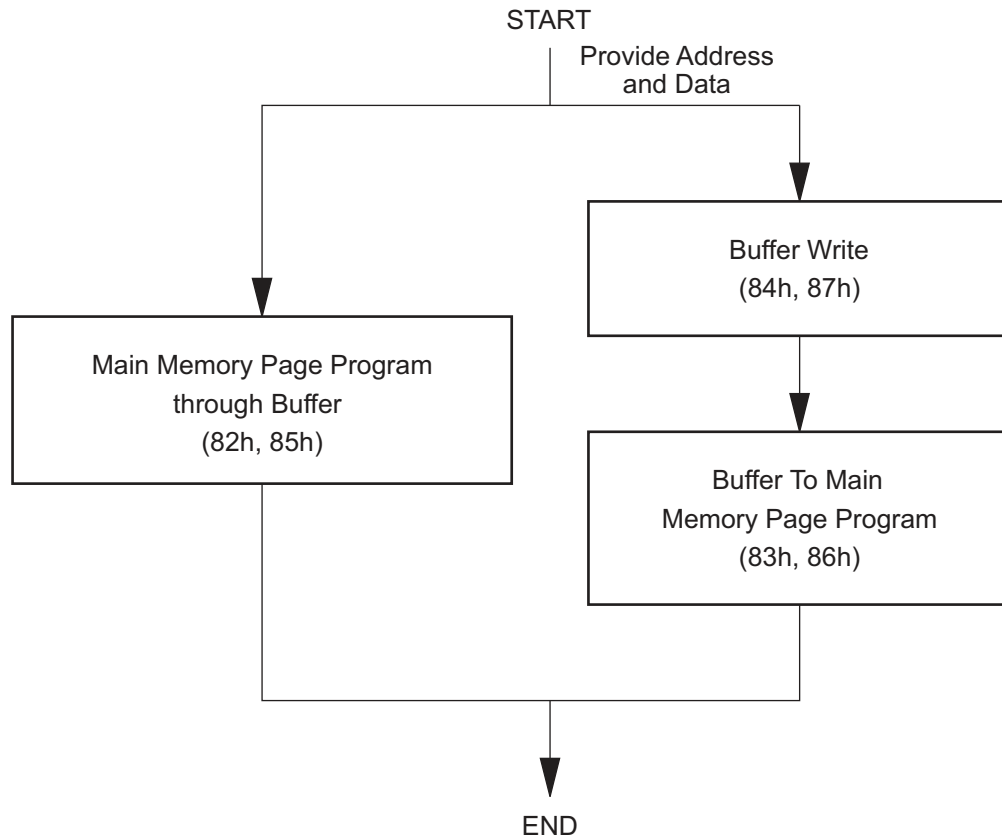 START
Provide Address
and Data
Buffer Write
(84h, 87h)
Main Memory Page Program
through Buffer
(82h, 85h)
Buffer To Main
Memory Page Program
(83h, 86h)
END